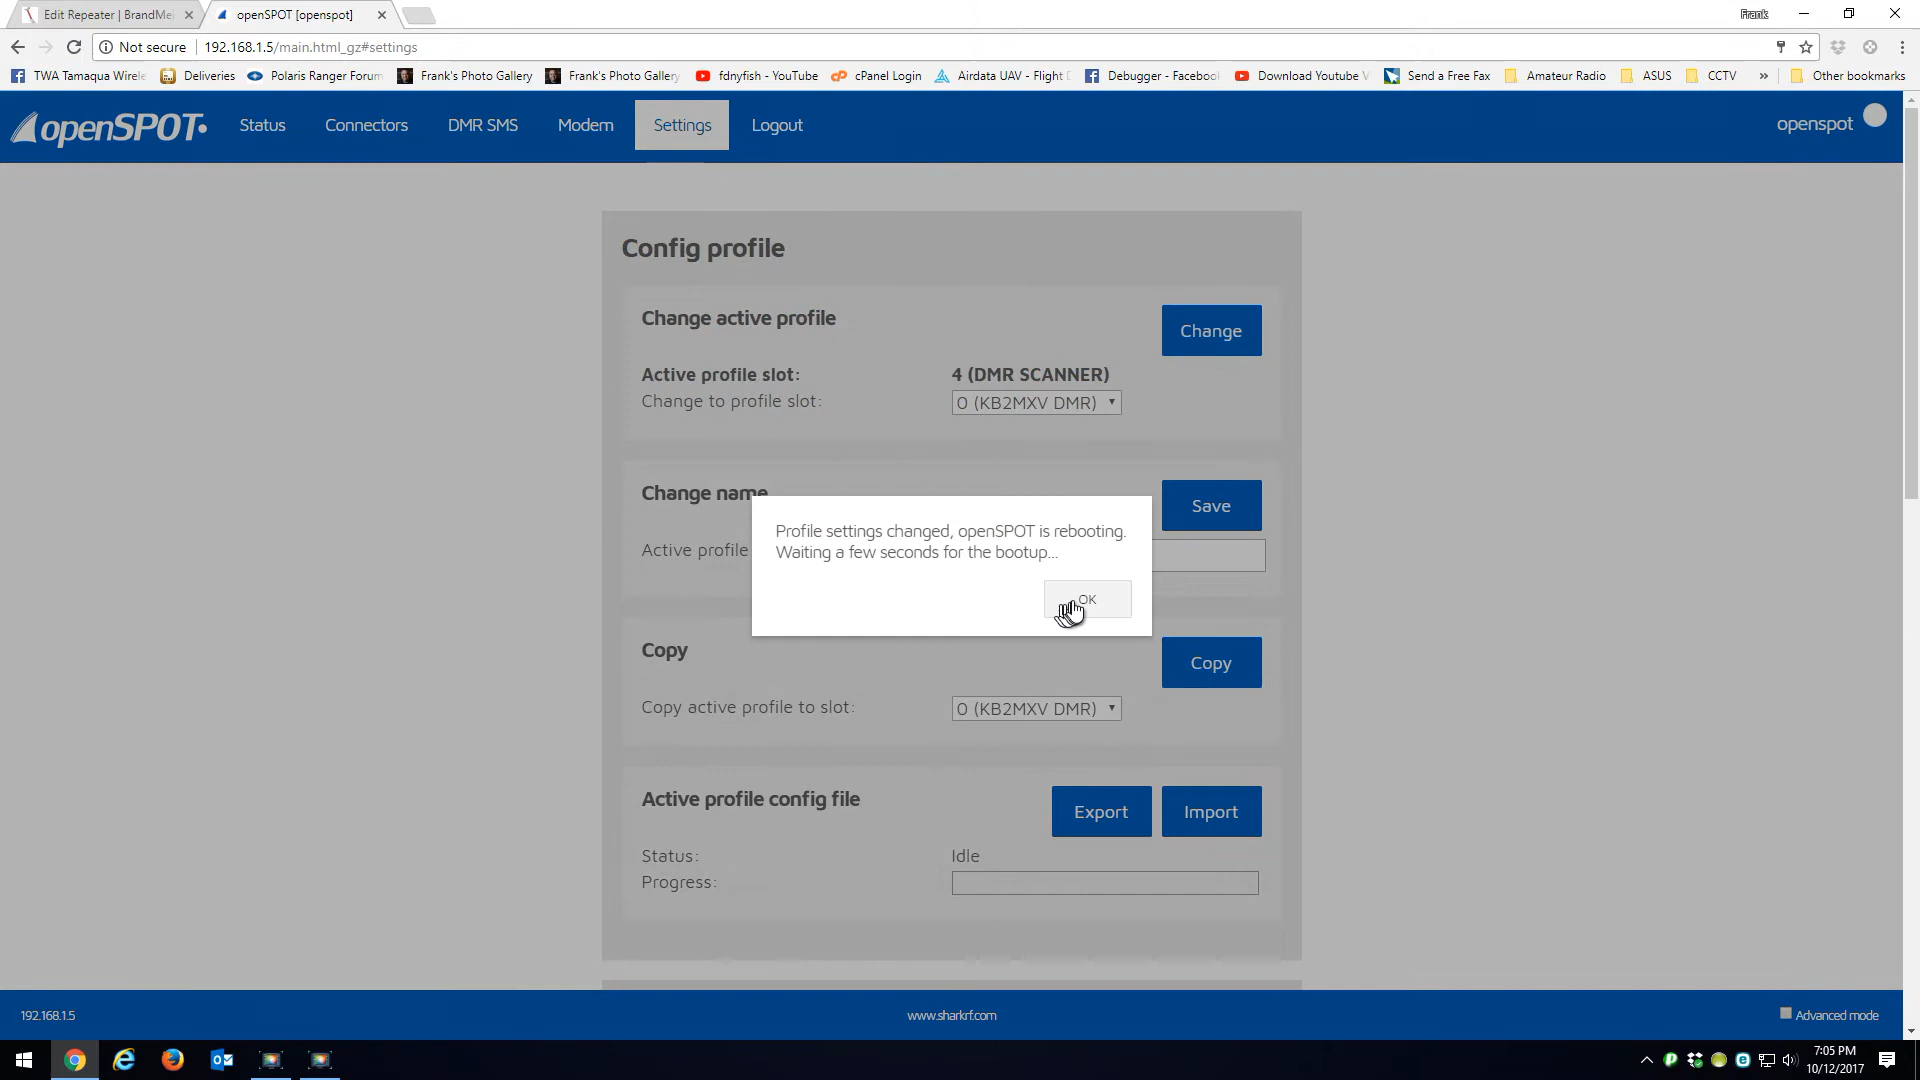 Edit Repeater | BrandMei
openSPOT [openspot]
Frank
Not secure
192.168.1.5/main.html_gz#settings
TWA Tamaqua Wirele
Deliveries
Polaris Ranger Forum
Frank's Photo Gallery
Frank's Photo Gallery
fdnyfish - YouTube
cPanel Login
Airdata UAV - Flight D
Debugger - Facebook
Download Youtube V
Send a Free Fax
Amateur Radio
ASUS
CCTV
»
Other bookmarks
openSPOT
Status
Connectors
DMR SMS
Modem
Settings
Logout
openspot
Config profile
Change active profile
Change
Active profile slot:
4 (DMR SCANNER)
Change to profile slot:
0 (KB2MXV DMR)
Change name
Save
Active profile
Profile settings changed, openSPOT is rebooting.
Waiting a few seconds for the bootup...
OK
Copy
Copy
Copy active profile to slot:
0 (KB2MXV DMR)
Active profile config file
Export
Import
Status:
Idle
Progress:
192.168.1.5
www.sharkrf.com
Advanced mode
7:05 PM
10/12/2017